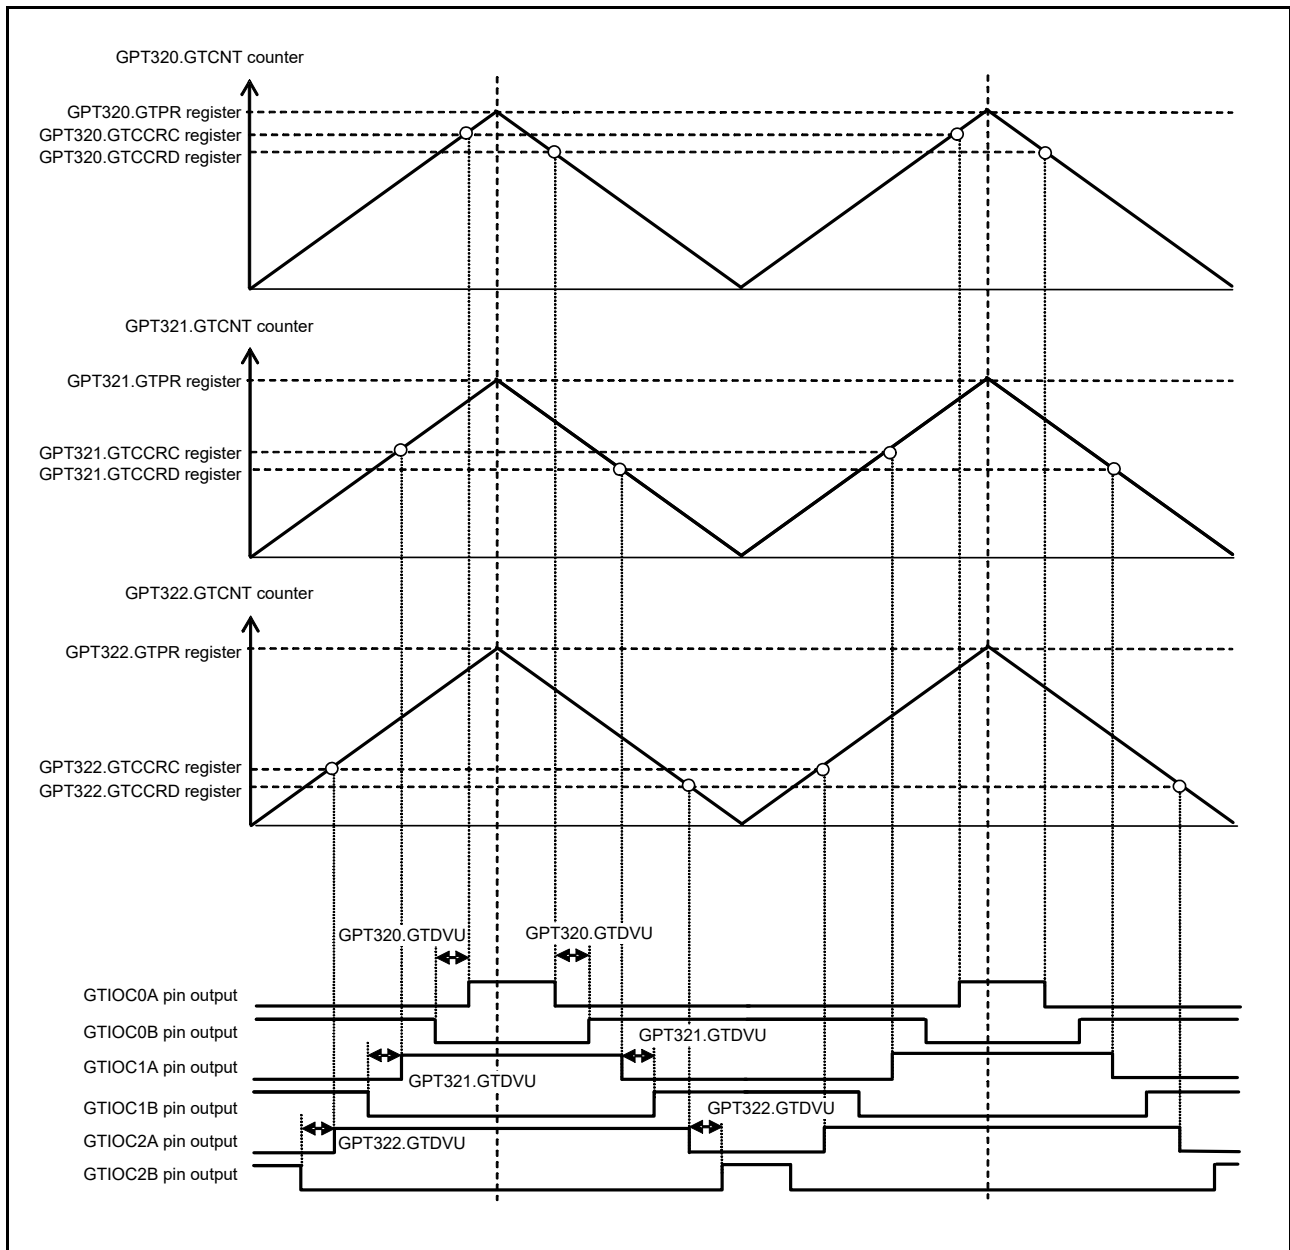 GPT320.GTCNT counter
GPT320.GTPR register
GPT320.GTCCRC register
GPT320.GTCCRD register
GPT321.GTCNT counter
GPT321.GTPR register
GPT321.GTCCRC register
GPT321.GTCCRD register
GPT322.GTCNT counter
GPT322.GTPR register
GPT322.GTCCRC register
GPT322.GTCCRD register
GPT320.GTDVU GPT320.GTDVU
GTIOC0A pin output
GTIOC0B pin output
GPT321.GTDVU
GTIOC1A pin output
GPT321.GTDVU
GTIOC1B pin output
GPT322.GTDVU
GTIOC2A pin output
GPT322.GTDVU
GTIOC2B pin output